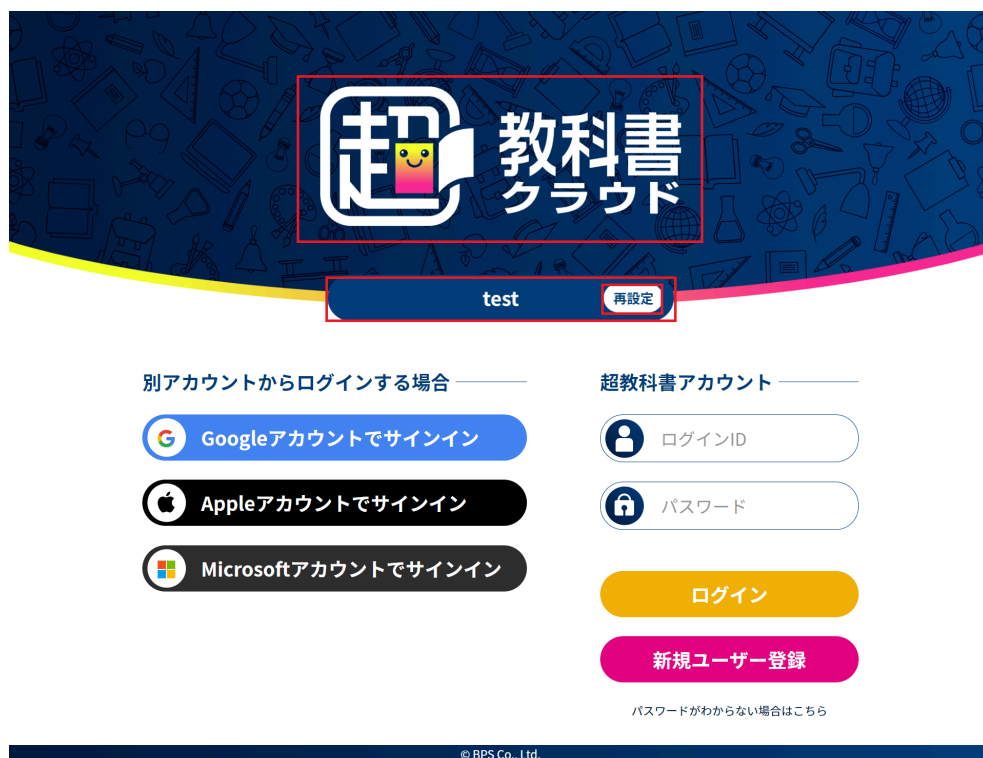 超 教科書
クラウド
test
再設定
別アカウントからログインする場合
Googleアカウントでサインイン
Appleアカウントでサインイン
Microsoftアカウントでサインイン
超教科書アカウント
ログインID
パスワード
ログイン
新規ユーザー登録
パスワードがわからない場合はこちら
© BPS Co., Ltd.